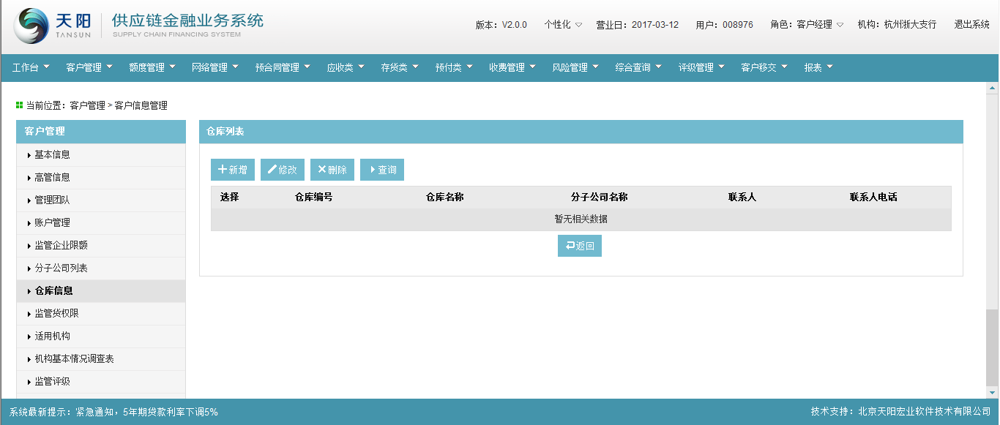 天阳 TANSUN 供应链金融业务系统 SUPPLY CHAIN FINANCING SYSTEM
版本：V2.0.0 个性化 营业日：2017-03-12 用户：008976 角色：客户经理 机构：杭州浙大支行 退出系统
工作台 客户管理 额度管理 网络管理 预合同管理 应收类 存货类 预付类 收费管理 风险管理 综合查询 评级管理 客户移交 报表
当前位置：客户管理 > 客户信息管理
客户管理
基本信息
高管信息
管理团队
账户管理
监管企业限额
分子公司列表
仓库信息
监管货权限
适用机构
机构基本情况调查表
监管评级
仓库列表
新增 修改 删除 查询
选择 仓库编号 仓库名称 分子公司名称 联系人 联系人电话
暂无相关数据
返回
系统最新提示：紧急通知，5年期贷款利率下调5%
技术支持：北京天阳宏业软件技术有限公司